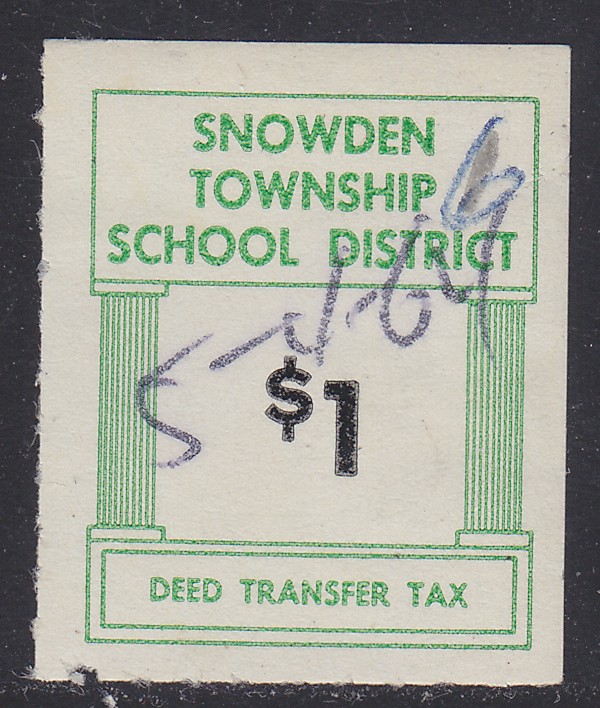 SNOWDEN
TOWNSHIP
SCHOOL DISTRICT
$1
DEED TRANSFER TAX